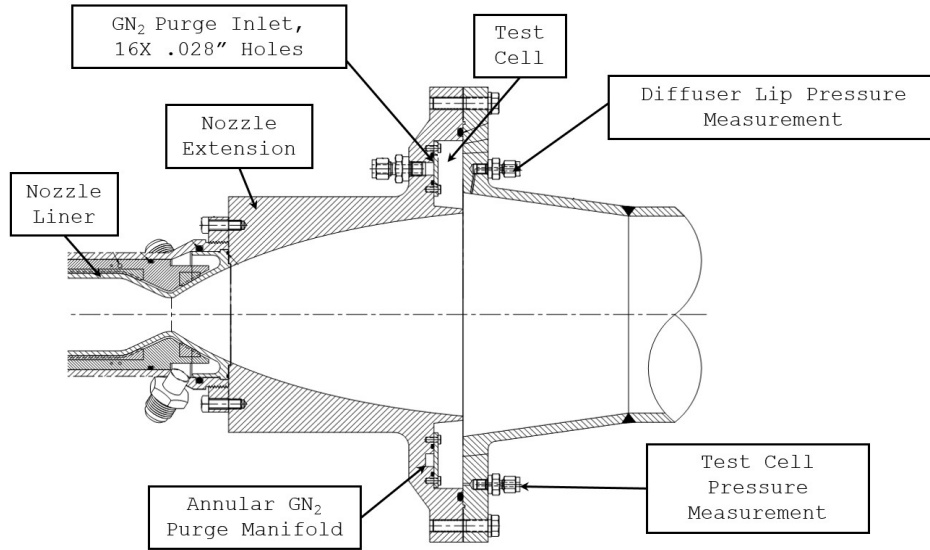 GN₂ Purge Inlet,
16X .028” Holes
Test
Cell
Diffuser Lip Pressure
Measurement
Nozzle
Extension
Nozzle
Liner
Annular GN₂
Purge Manifold
Test Cell
Pressure
Measurement